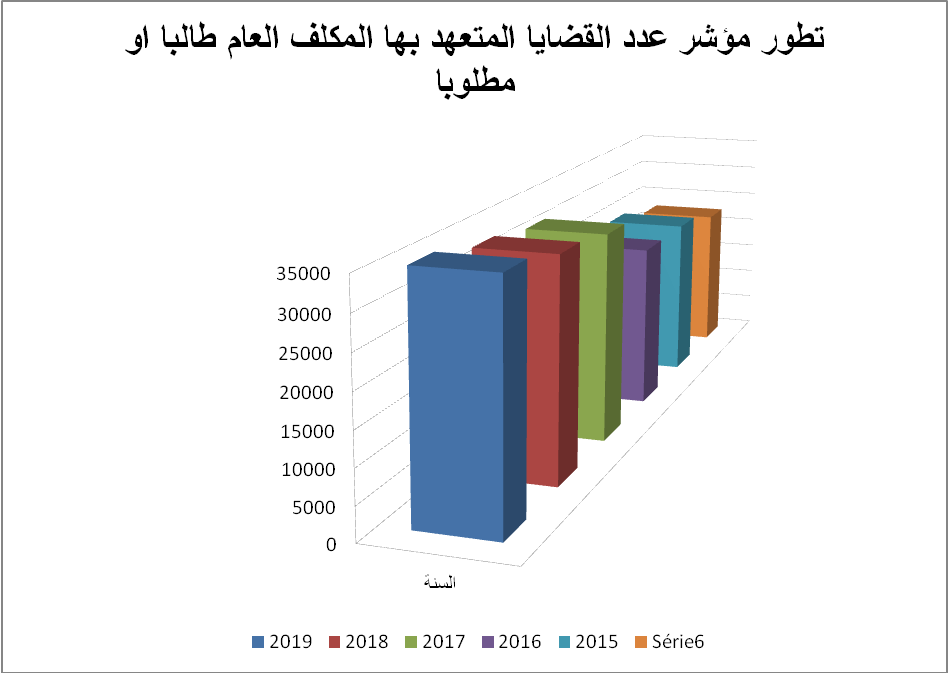 تطور مؤشر عدد القضايا المتعهد بها المكلف العام طالبا او
مطلوبا
35000
30000
25000
20000
15000
10000
5000
0
السنة
2019 2018 2017 2016 2015 Série6